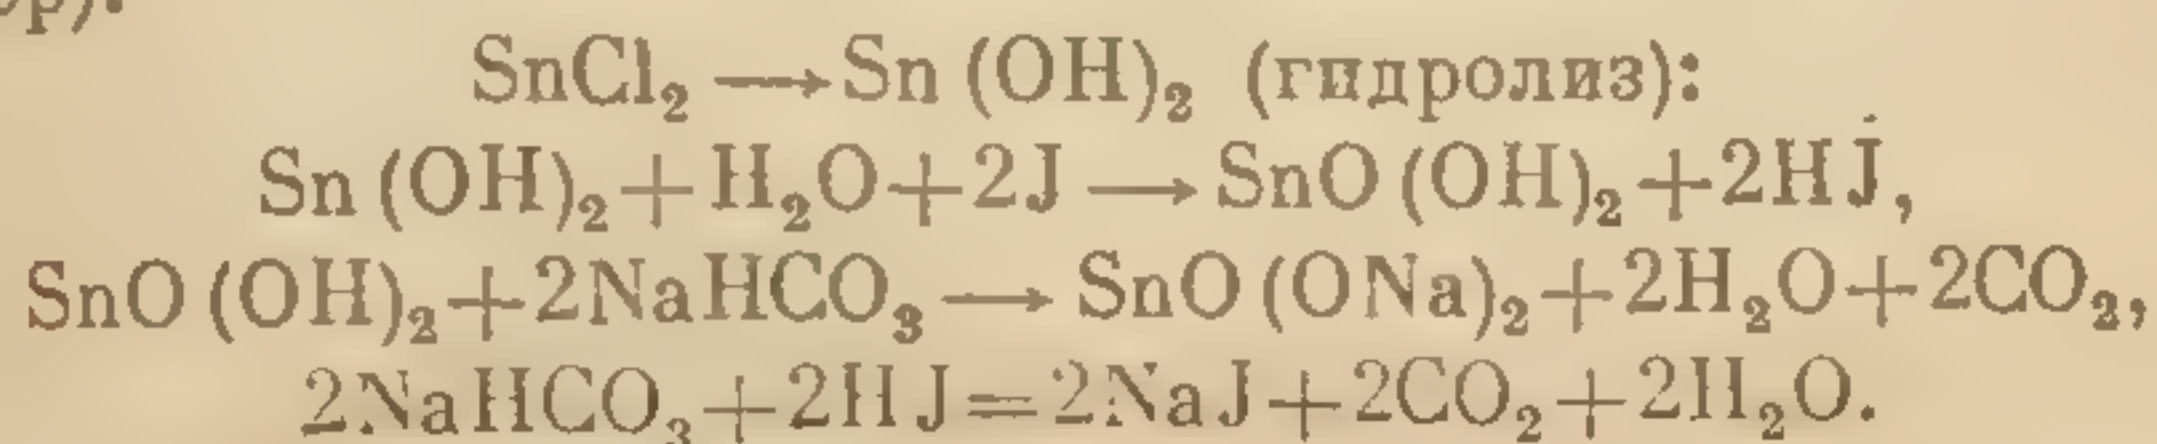 SnCl₂ → Sn (OH)₂ (гидролиз):
Sn (OH)₂ + H₂O + 2J → SnO (OH)₂ + 2HJ,
SnO (OH)₂ + 2NaHCO₃ → SnO (ONa)₂ + 2H₂O + 2CO₂,
2NaHCO₃ + 2HJ = 2NaJ + 2CO₂ + 2H₂O.